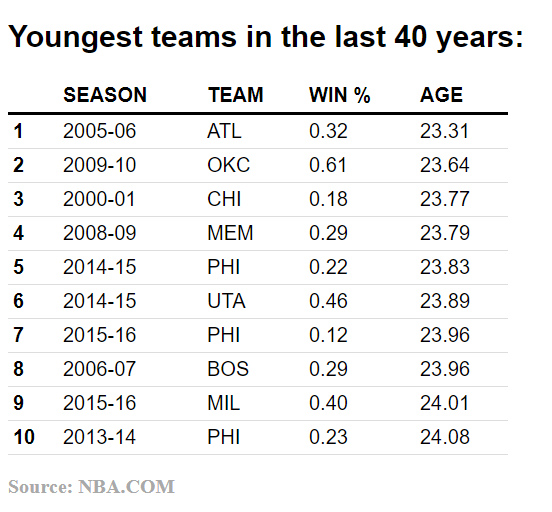 Youngest teams in the last 40 years:
SEASON TEAM WIN % AGE
1 2005-06 ATL 0.32 23.31
2 2009-10 OKC 0.61 23.64
3 2000-01 CHI 0.18 23.77
4 2008-09 MEM 0.29 23.79
5 2014-15 PHI 0.22 23.83
6 2014-15 UTA 0.46 23.89
7 2015-16 PHI 0.12 23.96
8 2006-07 BOS 0.29 23.96
9 2015-16 MIL 0.40 24.01
10 2013-14 PHI 0.23 24.08
Source: NBA.COM